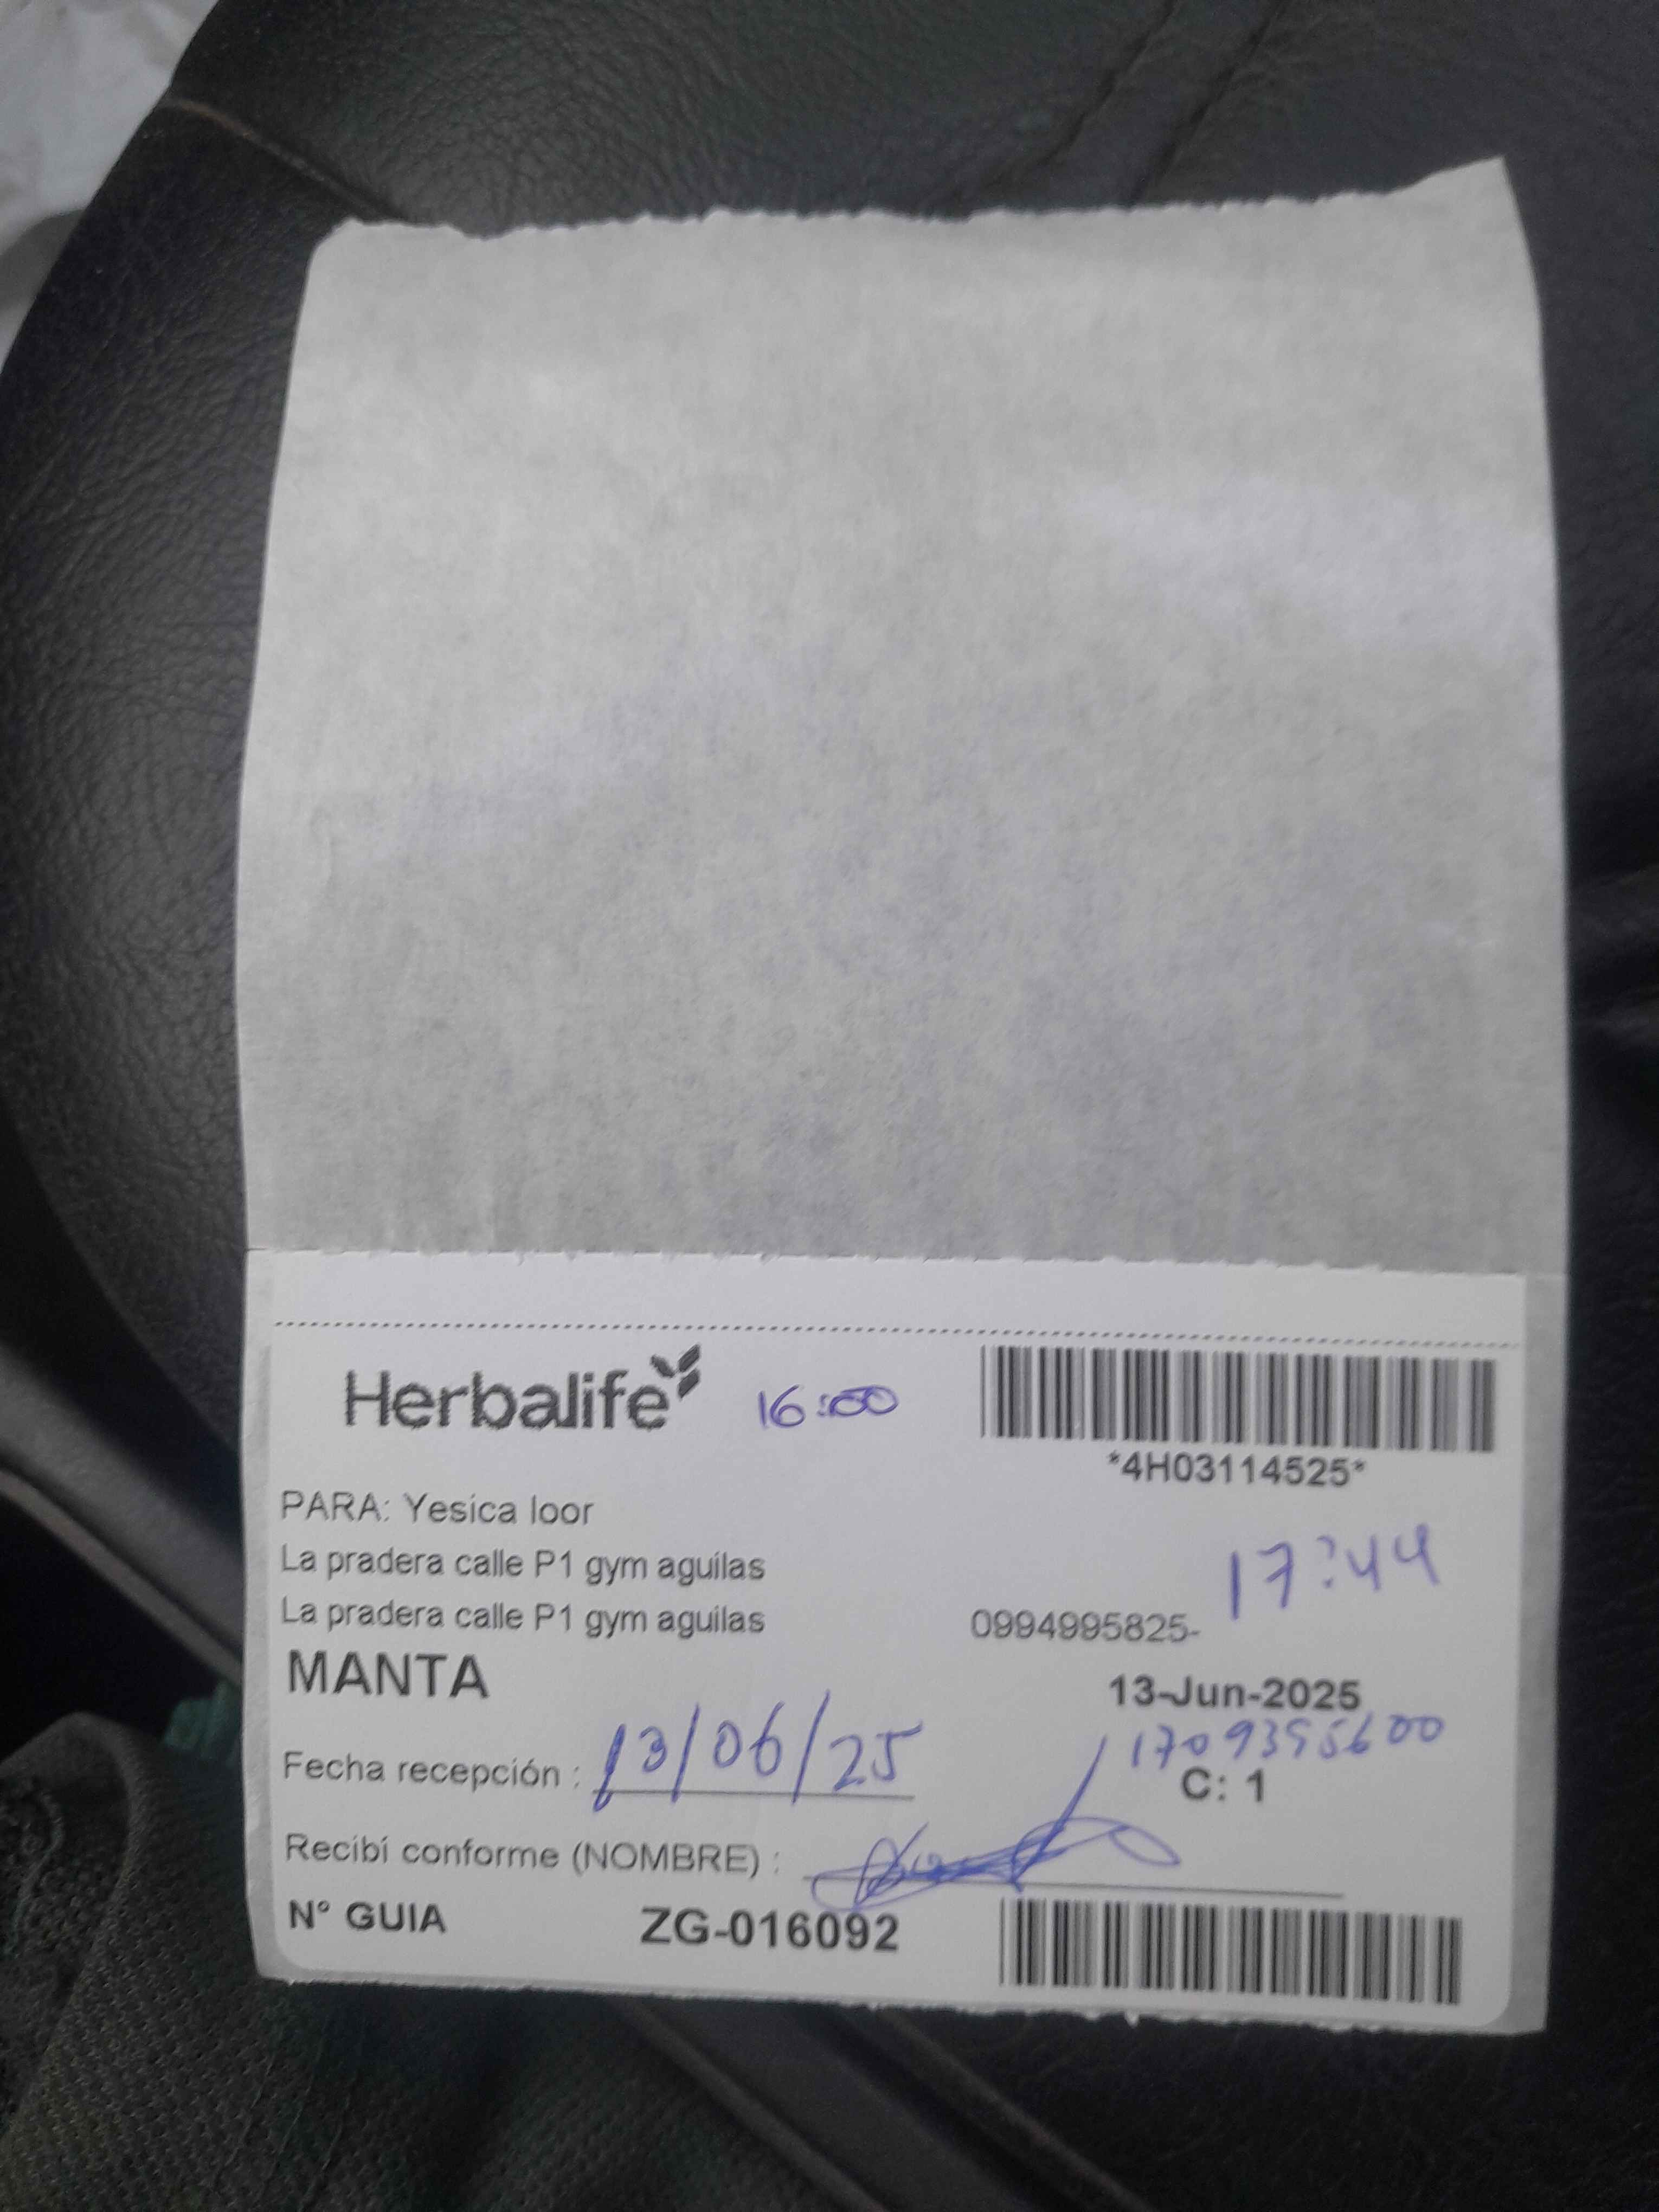 Herbalife 16:00
*4H03114525*
PARA: Yesica loor
La pradera calle P1 gym aguilas
17:44
La pradera calle P1 gym aguilas 0994995825-
MANTA 13-Jun-2025
Fecha recepción : 13/06/25
C: 1
Recibí conforme (NOMBRE) :
N° GUIA ZG-016092